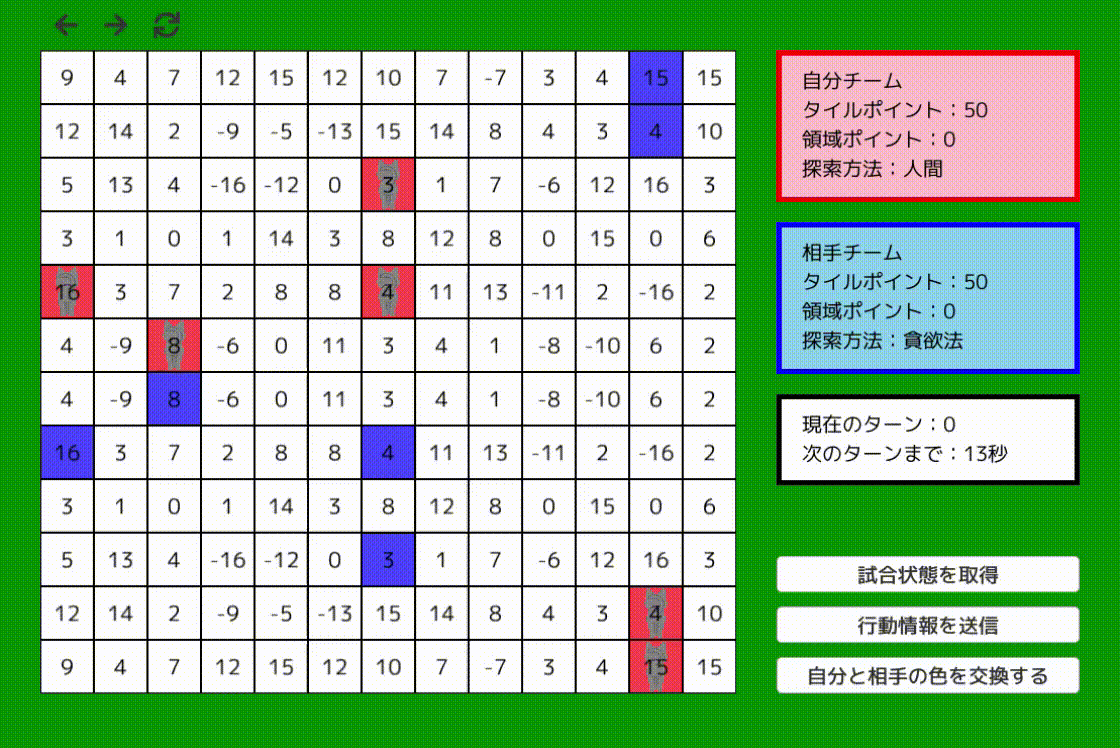 9 4 7 12 15 12 10 7 -7 3 4 15 15
12 14 2 -9 -5 -13 15 14 8 4 3 4 10
5 13 4 -16 -12 0 3 1 7 -6 12 16 3
3 1 0 1 14 3 8 12 8 0 15 0 6
16 3 7 2 8 8 4 11 13 -11 2 -16 2
4 -9 8 -6 0 11 3 4 1 -8 -10 6 2
4 -9 8 -6 0 11 3 4 1 -8 -10 6 2
16 3 7 2 8 8 4 11 13 -11 2 -16 2
3 1 0 1 14 3 8 12 8 0 15 0 6
5 13 4 -16 -12 0 3 1 7 -6 12 16 3
12 14 2 -9 -5 -13 15 14 8 4 3 4 10
9 4 7 12 15 12 10 7 -7 3 4 15 15
自分チーム
タイルポイント：50
領域ポイント：0
探索方法：人間
相手チーム
タイルポイント：50
領域ポイント：0
探索方法：貪欲法
現在のターン：0
次のターンまで：13秒
試合状態を取得
行動情報を送信
自分と相手の色を交換する